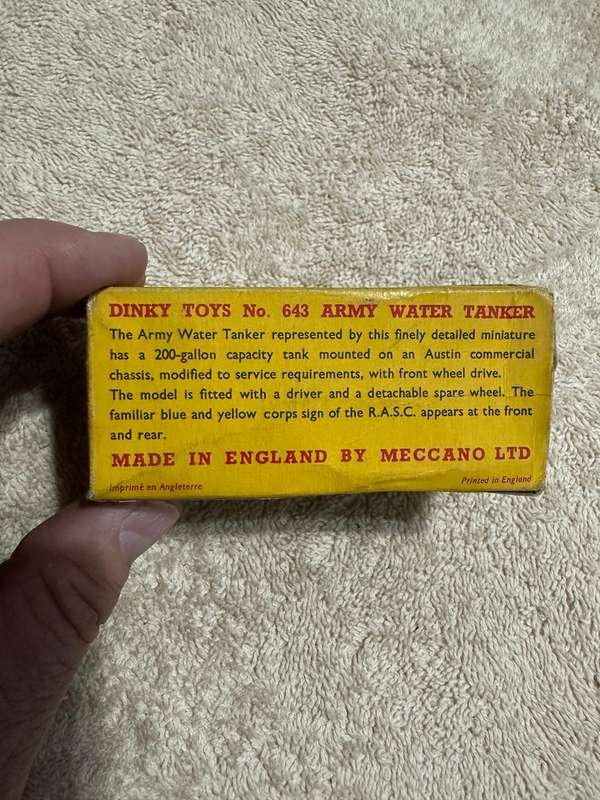 DINKY TOYS No. 643 ARMY WATER TANKER
The Army Water Tanker represented by this finely detailed miniature
has a 200-gallon capacity tank mounted on an Austin commercial
chassis, modified to service requirements, with front wheel drive.
The model is fitted with a driver and a detachable spare wheel. The
familiar blue and yellow corps sign of the R.A.S.C. appears at the front
and rear.
MADE IN ENGLAND BY MECCANO LTD
Imprimé en Angleterre
Printed in England